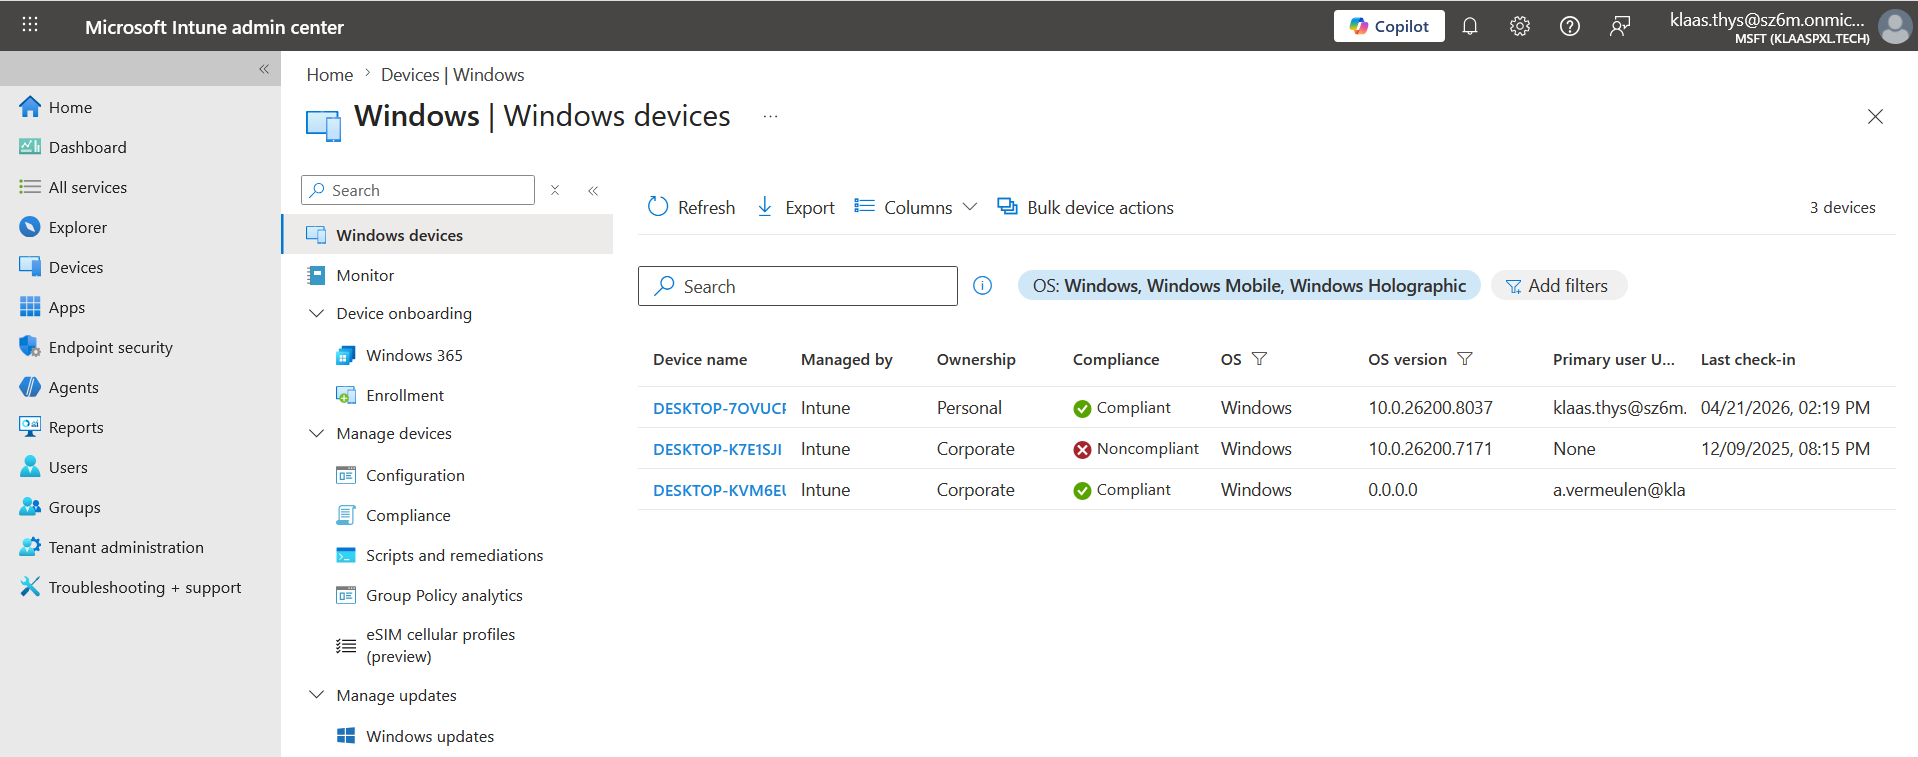 Microsoft Intune admin center
Copilot
klaas.thys@sz6m.onmic...
MSFT (KLAASPXL.TECH)
Home
Dashboard
All services
Explorer
Devices
Apps
Endpoint security
Agents
Reports
Users
Groups
Tenant administration
Troubleshooting + support
Home > Devices | Windows
Windows | Windows devices ...
Search
Windows devices
Monitor
Device onboarding
Windows 365
Enrollment
Manage devices
Configuration
Compliance
Scripts and remediations
Group Policy analytics
eSIM cellular profiles
(preview)
Manage updates
Windows updates
Refresh Export Columns Bulk device actions 3 devices
Search OS: Windows, Windows Mobile, Windows Holographic Add filters
Device name Managed by Ownership Compliance OS OS version Primary user U... Last check-in
DESKTOP-7OVUCF Intune Personal Compliant Windows 10.0.26200.8037 klaas.thys@sz6m. 04/21/2026, 02:19 PM
DESKTOP-K7E1SJI Intune Corporate Noncompliant Windows 10.0.26200.7171 None 12/09/2025, 08:15 PM
DESKTOP-KVM6EU Intune Corporate Compliant Windows 0.0.0.0 a.vermeulen@kla